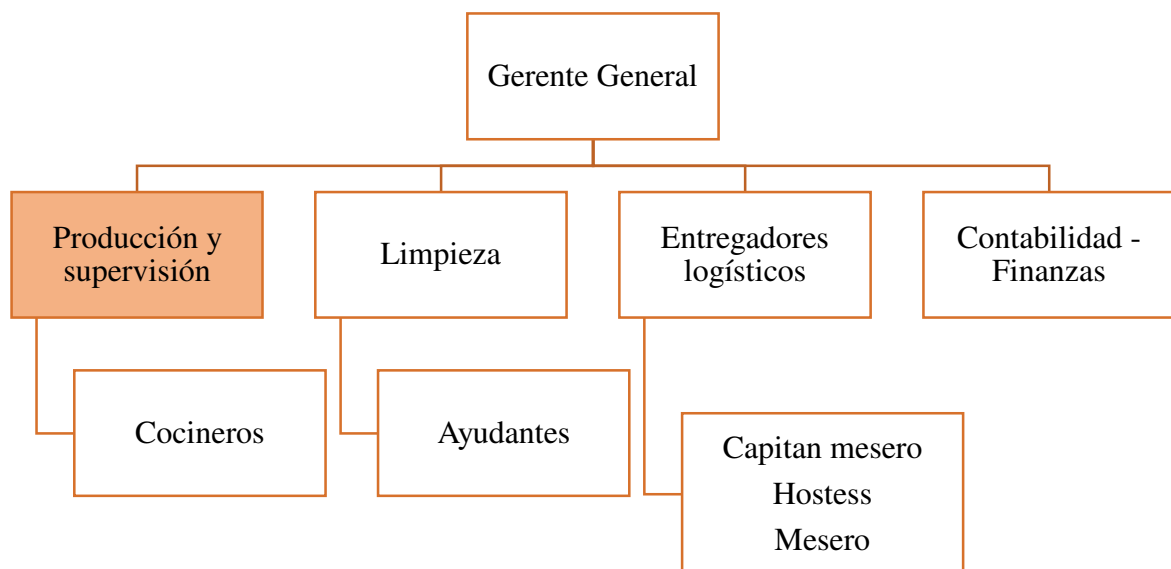 Gerente General
Producción y
supervisión
Limpieza
Entregadores
logísticos
Contabilidad -
Finanzas
Cocineros
Ayudantes
Capitan mesero
Hostess
Mesero